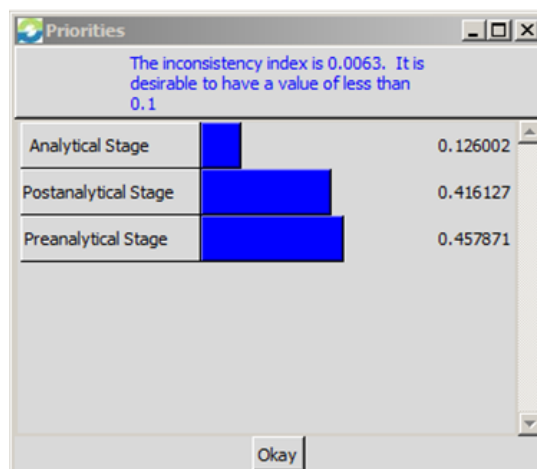 Priorities
The inconsistency index is 0.0063. It is
desirable to have a value of less than
0.1
Analytical Stage 0.126002
Postanalytical Stage 0.416127
Preanalytical Stage 0.457871
Okay